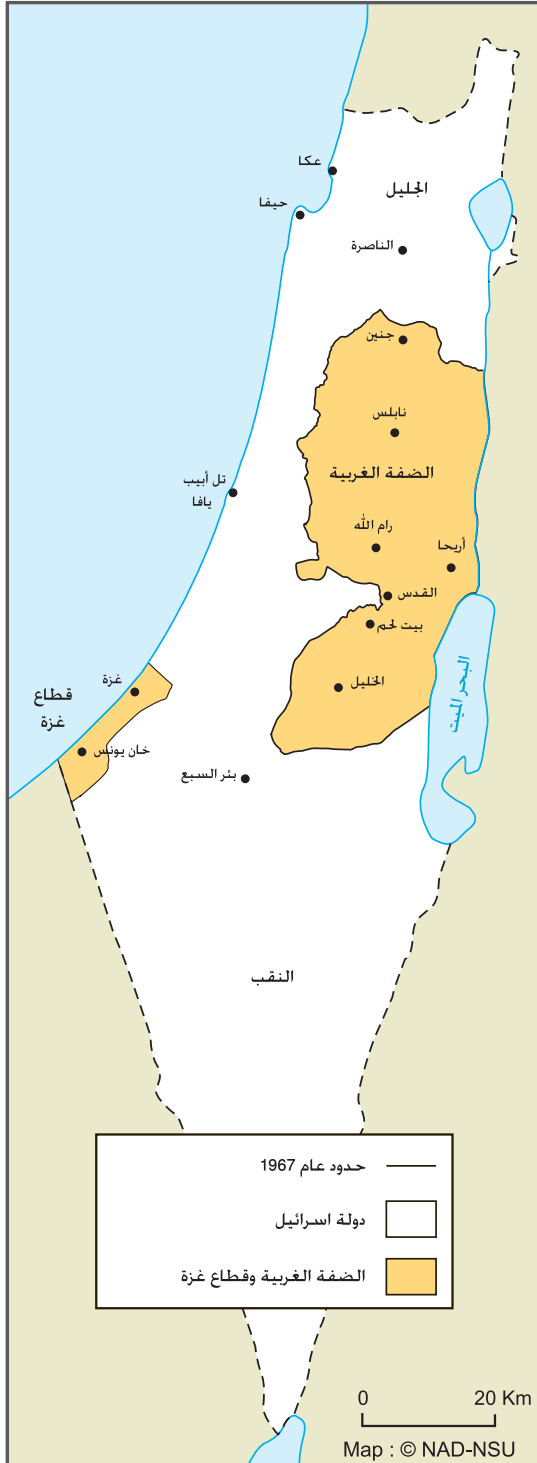 عكا
الجليل
حيفا
الناصرة
جنين
نابلس
الضفة الغربية
تل أبيب
يافا
رام الله
أريحا
القدس
بيت لحم
البحر الميت
الخليل
غزة
قطاع
غزة
خان يونس
بئر السبع
النقب
حدود عام 1967
دولة اسرائيل
الضفة الغربية وقطاع غزة
0 20 Km
Map : © NAD-NSU